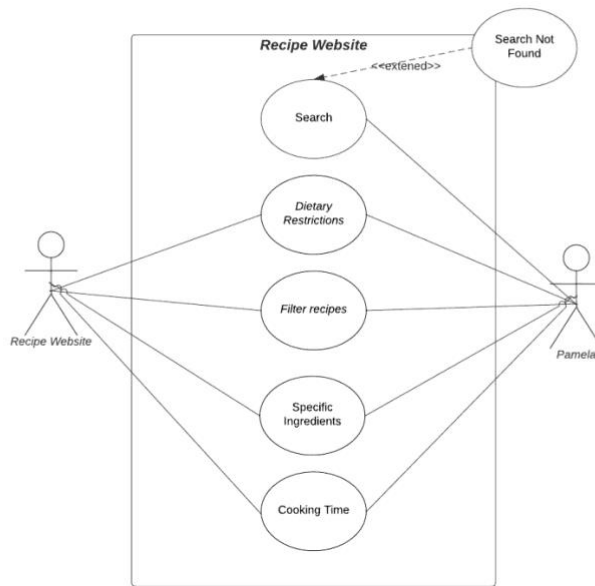 Search Not
Found
Recipe Website
<<extened>>
Search
Dietary
Restrictions
Filter recipes
Recipe Website
Pamela
Specific
Ingredients
Cooking Time